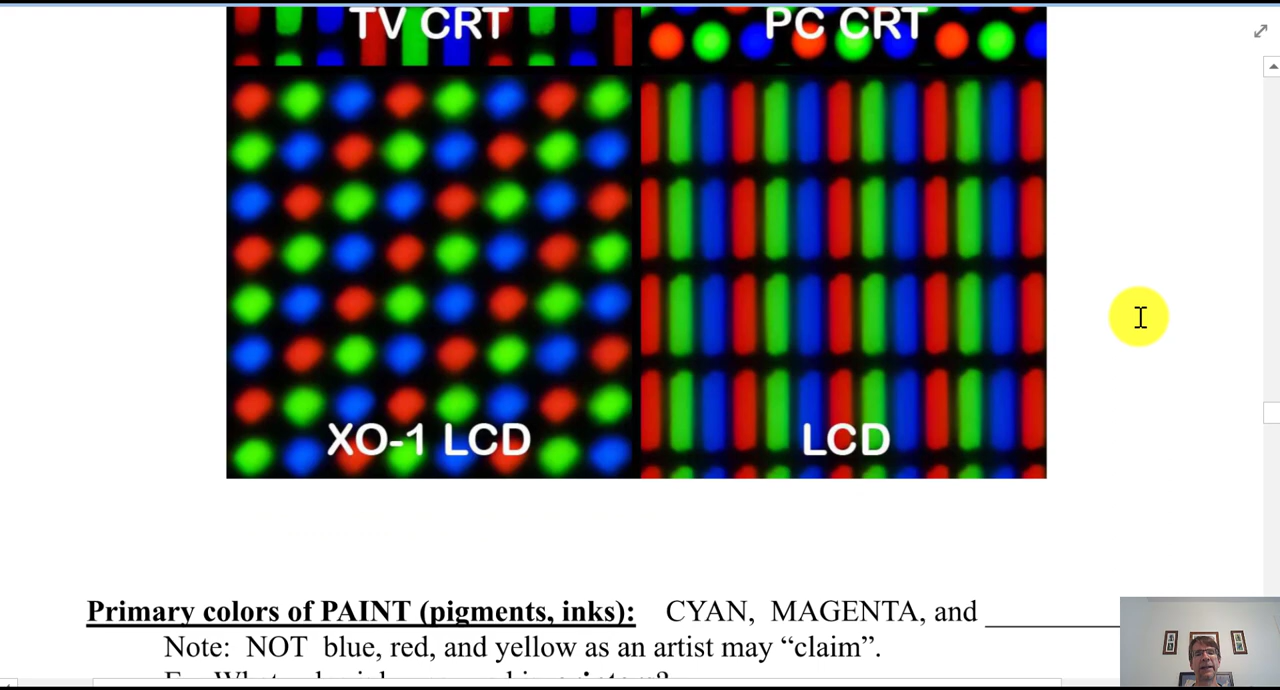 TV CRT
PC CRT
XO-1 LCD
LCD
Primary colors of PAINT (pigments, inks): CYAN, MAGENTA, and ___________
Note: NOT blue, red, and yellow as an artist may “claim”.